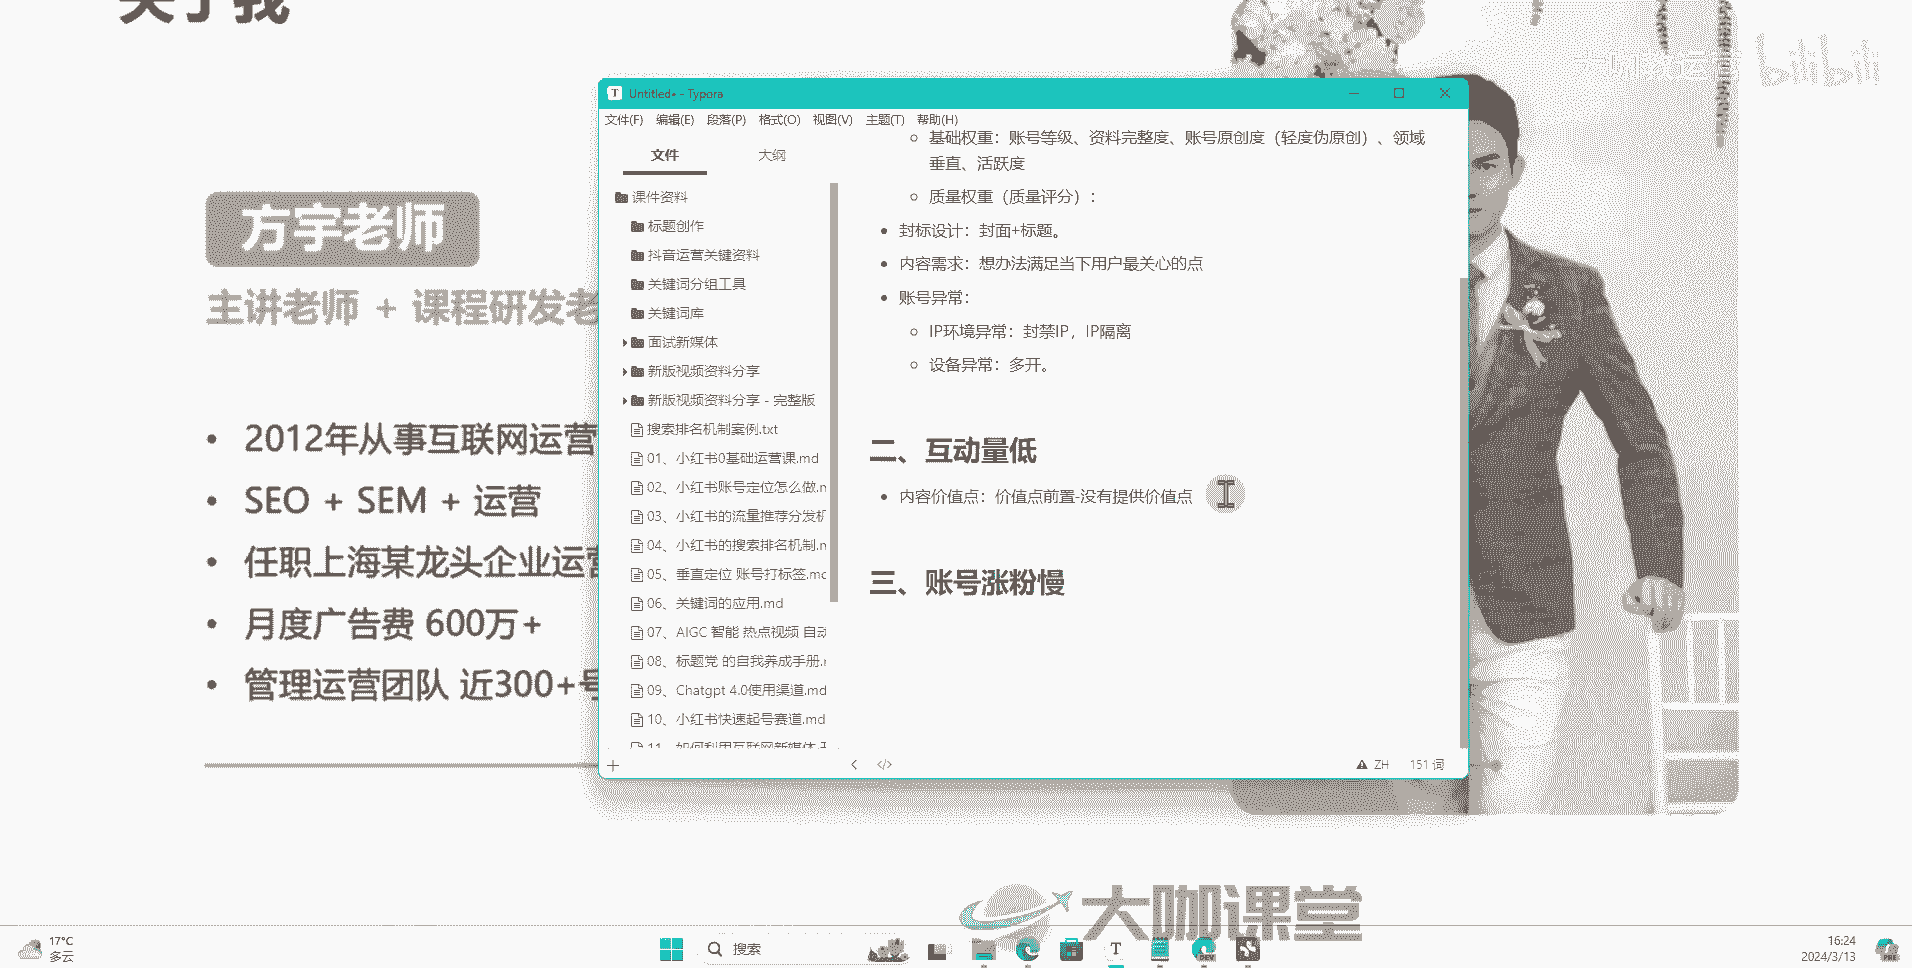 关于我
bilibili
方宇老师
主讲老师 + 课程研发老
2012年从事互联网运营
SEO + SEM + 运营
任职上海某龙头企业运营
月度广告费 600万+
管理运营团队 近300+号
Untitled• - Typora
文件(F) 编辑(E) 段落(P) 格式(O) 视图(V) 主题(T) 帮助(H)
文件 大纲
课件资料
标题创作
抖音运营关键资料
关键词分组工具
关键词库
面试新媒体
新版视频资料分享
新版视频资料分享 - 完整版
搜索排名机制案例.txt
01、小红书0基础运营课.md
02、小红书账号定位怎么做.m
03、小红书的流量推荐分发机
04、小红书的搜索排名机制.m
05、垂直定位 账号打标签.mc
06、关键词的应用.md
07、AIGC 智能 热点视频 自动
08、标题党 的自我养成手册.r
09、Chatgpt 4.0使用渠道.md
10、小红书快速起号赛道.md
11、如何利用互联网新媒体
基础权重：账号等级、资料完整度、账号原创度（轻度伪原创）、领域
垂直、活跃度
质量权重（质量评分）：
封标设计：封面+标题。
内容需求：想办法满足当下用户最关心的点
账号异常：
IP环境异常：封禁IP，IP隔离
设备异常：多开。
二、互动量低
内容价值点：价值点前置-没有提供价值点
三、账号涨粉慢
ZH 151 词
大咖课堂
17°C
多云
搜索
16:24
2024/3/13